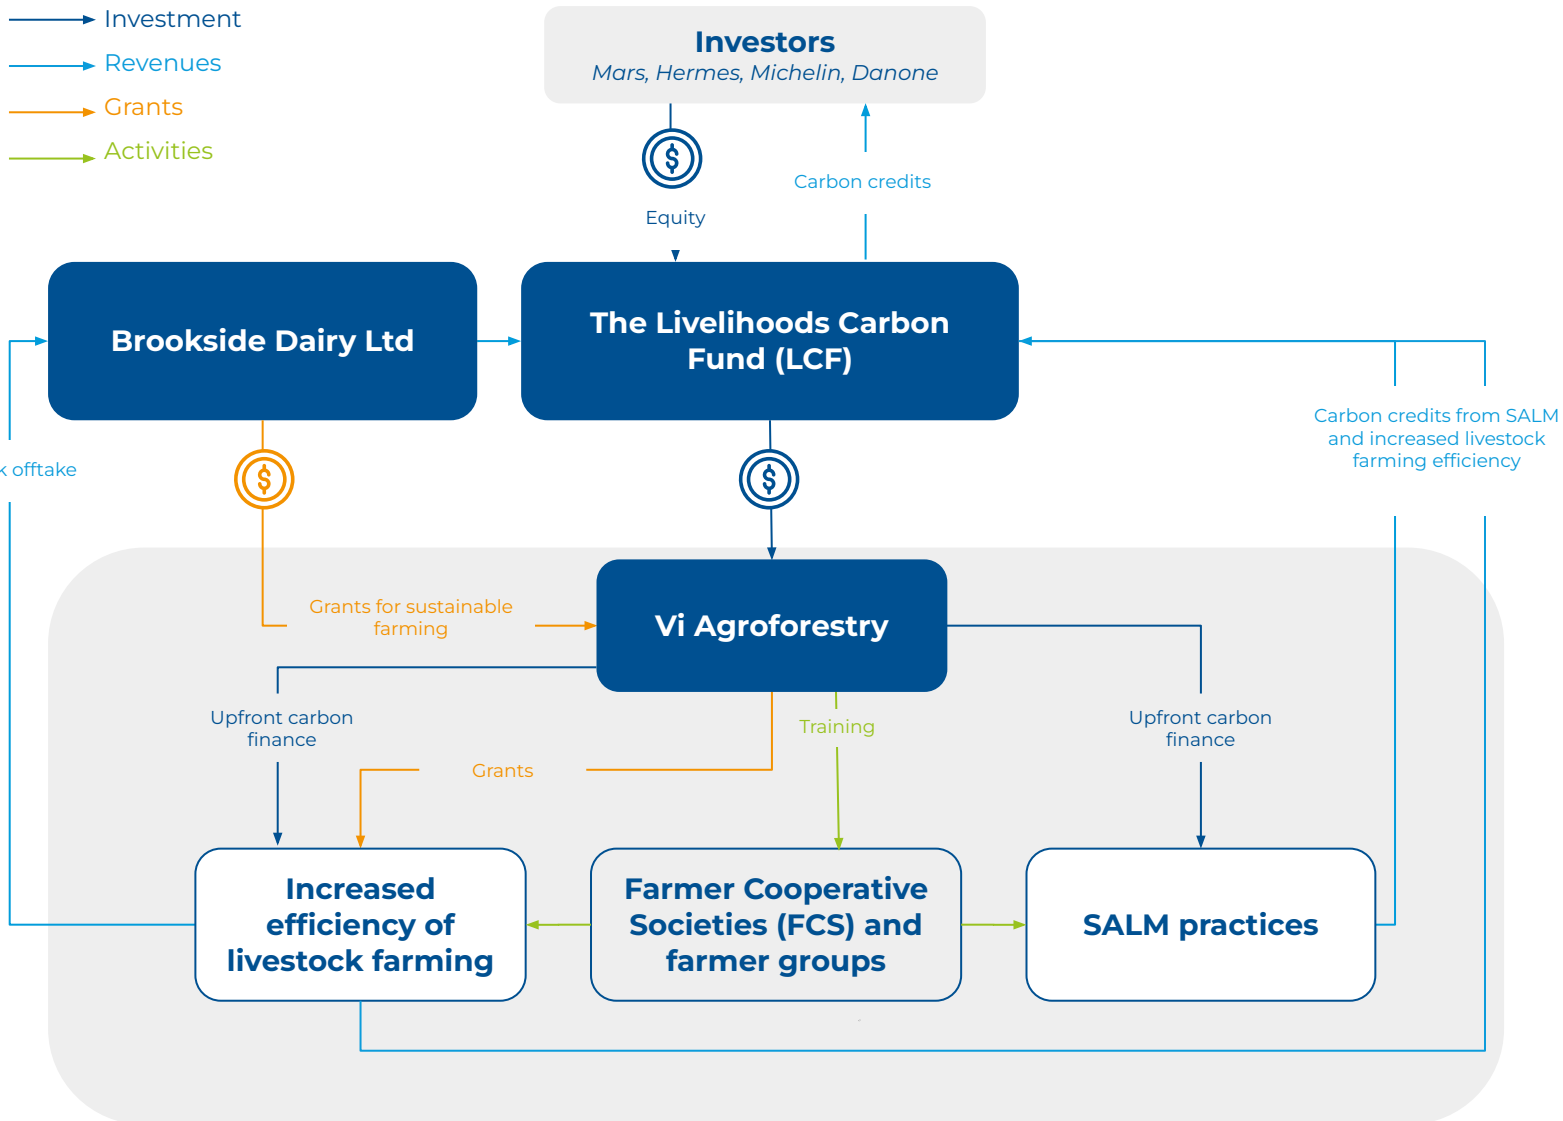 Investment
Revenues
Grants
Activities
Investors
Mars, Hermes, Michelin, Danone
Carbon credits
Equity
Brookside Dairy Ltd
The Livelihoods Carbon
Fund (LCF)
Carbon credits from SALM
and increased livestock
farming efficiency
offtake
Grants for sustainable
farming
Vi Agroforestry
Upfront carbon
finance
Training
Upfront carbon
finance
Grants
Increased
efficiency of
livestock farming
Farmer Cooperative
Societies (FCS) and
farmer groups
SALM practices